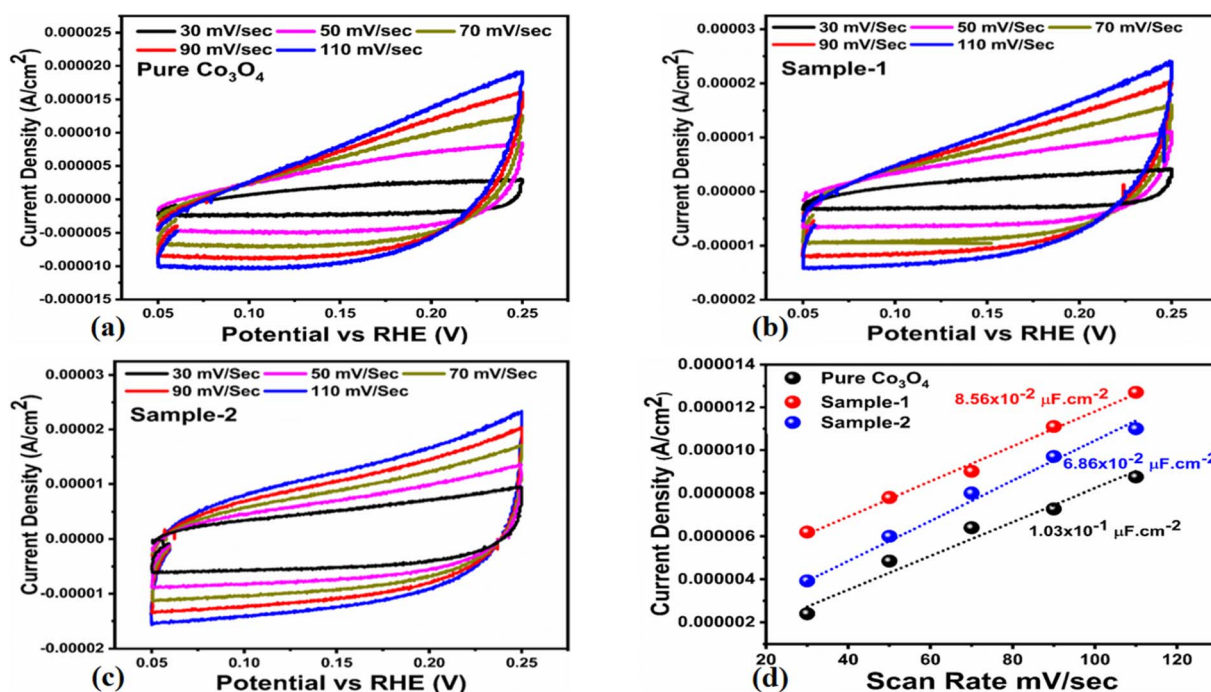 30 mV/sec 50 mV/sec 70 mV/sec
90 mV/sec 110 mV/sec
Pure Co₃O₄
Current Density (A/cm²)
0.000025
0.000020
0.000015
0.000010
0.000005
0.000000
-0.000005
-0.000010
-0.000015
0.05 0.10 0.15 0.20 0.25
Potential vs RHE (V)
(a)
30 mV/Sec 50 mV/Sec 70 mV/Sec
90 mV/Sec 110 mV/Sec
Sample-1
Current Density (A/cm²)
0.00003
0.00002
0.00001
0.00000
-0.00001
-0.00002
0.05 0.10 0.15 0.20 0.25
Potential vs RHE (V)
(b)
30 mV/Sec 50 mV/Sec 70 mV/Sec
90 mV/Sec 110 mV/Sec
Sample-2
Current Density (A/cm²)
0.00003
0.00002
0.00001
0.00000
-0.00001
-0.00002
0.05 0.10 0.15 0.20 0.25
Potential vs RHE (V)
(c)
Pure Co₃O₄
Sample-1
Sample-2
8.56x10⁻² μF.cm⁻²
6.86x10⁻² μF.cm⁻²
1.03x10⁻¹ μF.cm⁻²
Current Density (A/cm²)
0.000014
0.000012
0.000010
0.000008
0.000006
0.000004
0.000002
20 40 60 80 100 120
Scan Rate mV/sec
(d)